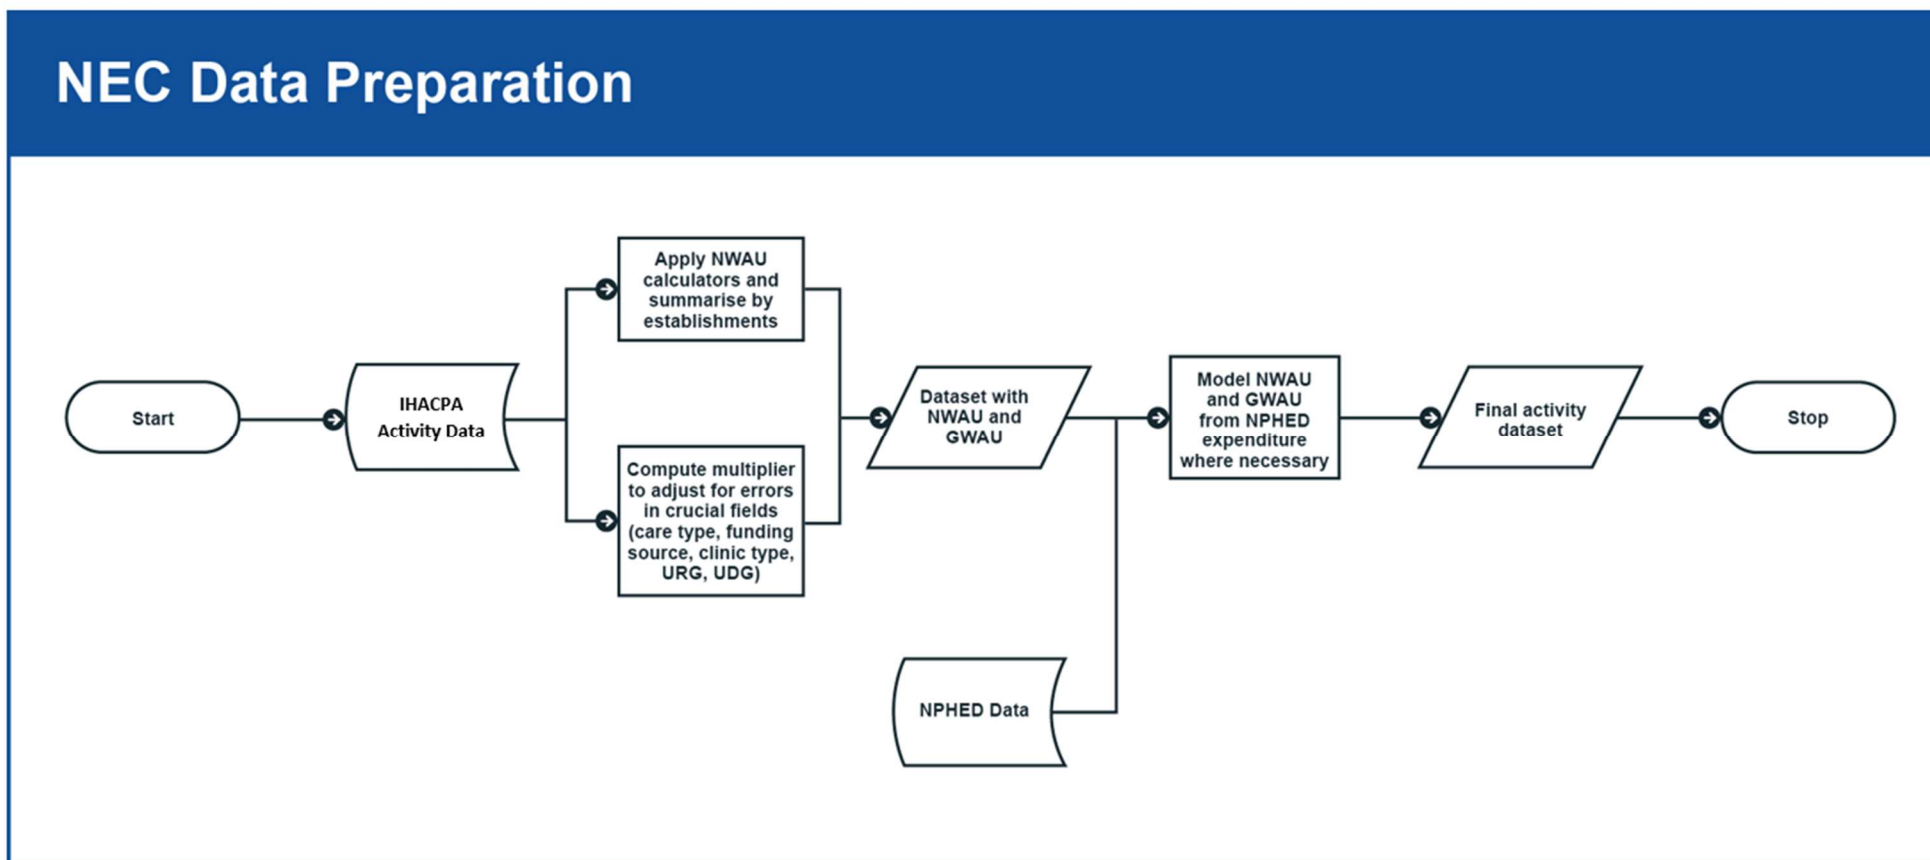 NEC Data Preparation
Start
IHACPA
Activity Data
Apply NWAU
calculators and
summarise by
establishments
Compute multiplier
to adjust for errors
in crucial fields
(care type, funding
source, clinic type,
URG, UDG)
Dataset with
NWAU and
GWAU
NPHED Data
Model NWAU
and GWAU
from NPHED
expenditure
where necessary
Final activity
dataset
Stop